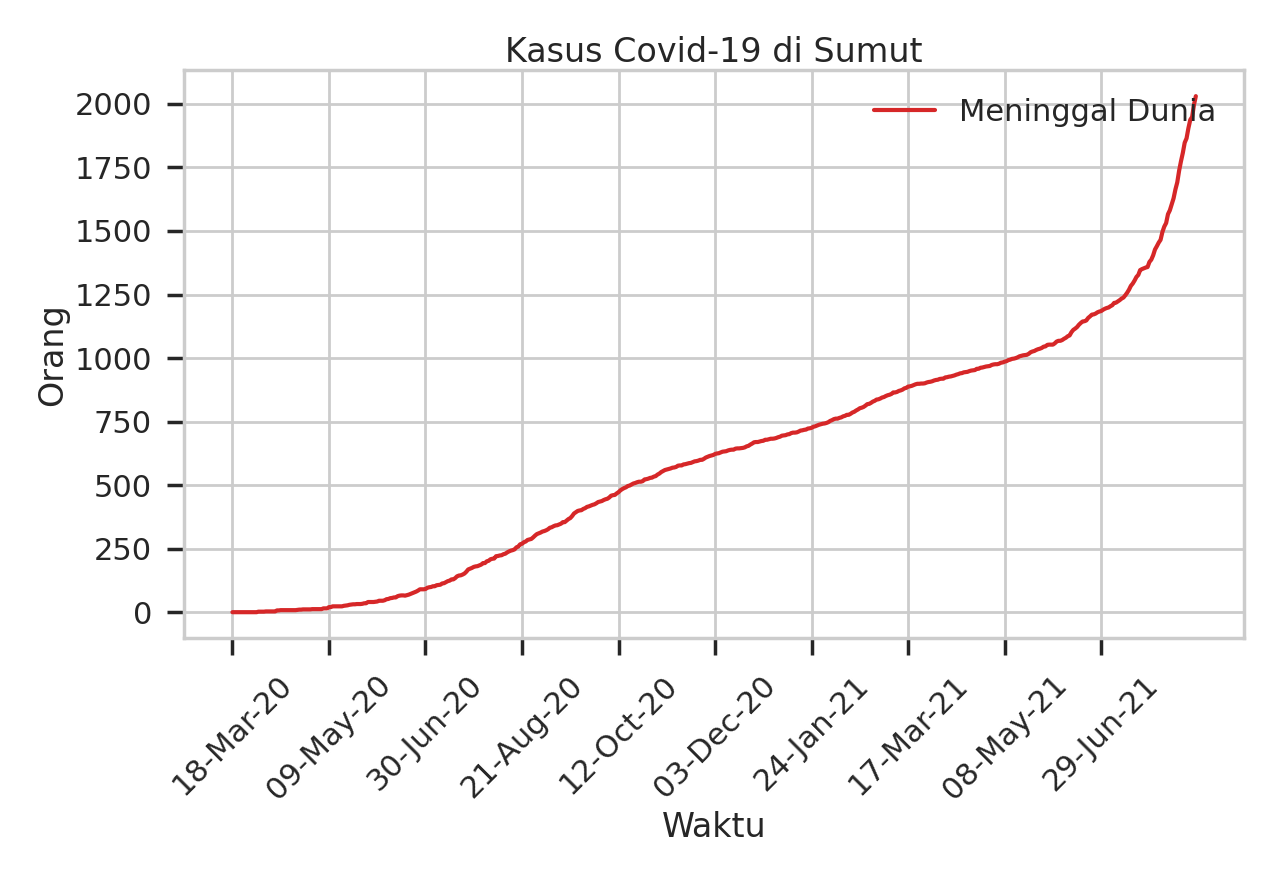 Kasus Covid-19 di Sumut
Meninggal Dunia
Orang
2000
1750
1500
1250
1000
750
500
250
0
18-Mar-20
09-May-20
30-Jun-20
21-Aug-20
12-Oct-20
03-Dec-20
24-Jan-21
17-Mar-21
08-May-21
29-Jun-21
Waktu